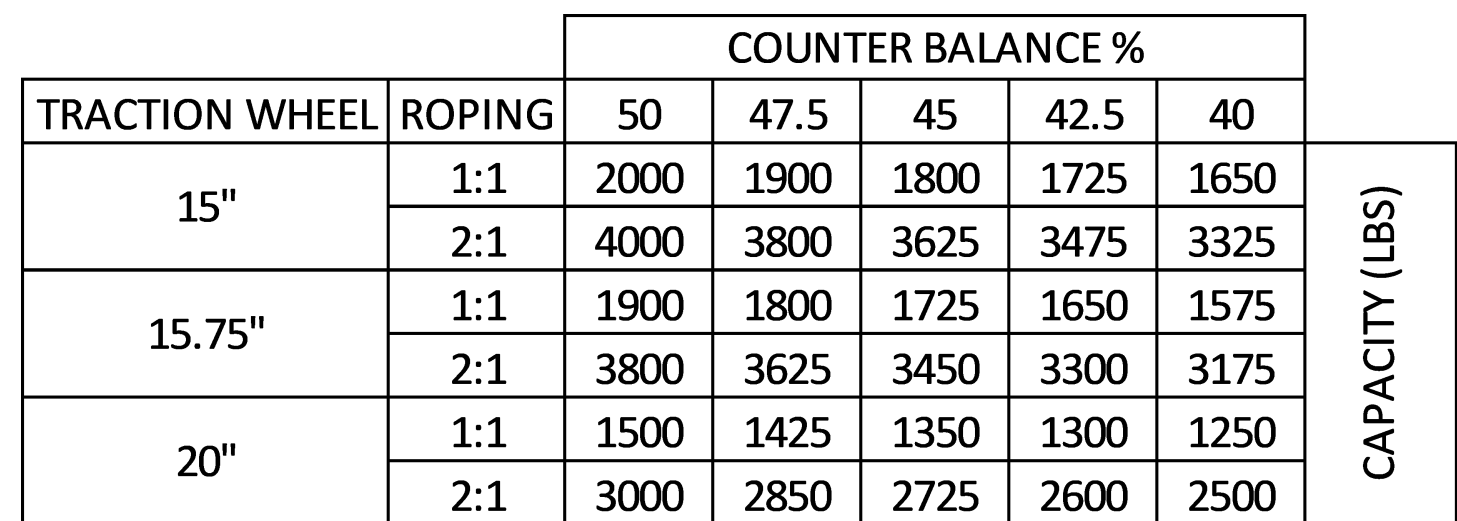 COUNTER BALANCE %
TRACTION WHEEL ROPING 50 47.5 45 42.5 40
15" 1:1 2000 1900 1800 1725 1650
2:1 4000 3800 3625 3475 3325
15.75" 1:1 1900 1800 1725 1650 1575
2:1 3800 3625 3450 3300 3175
20" 1:1 1500 1425 1350 1300 1250
2:1 3000 2850 2725 2600 2500
CAPACITY (LBS)